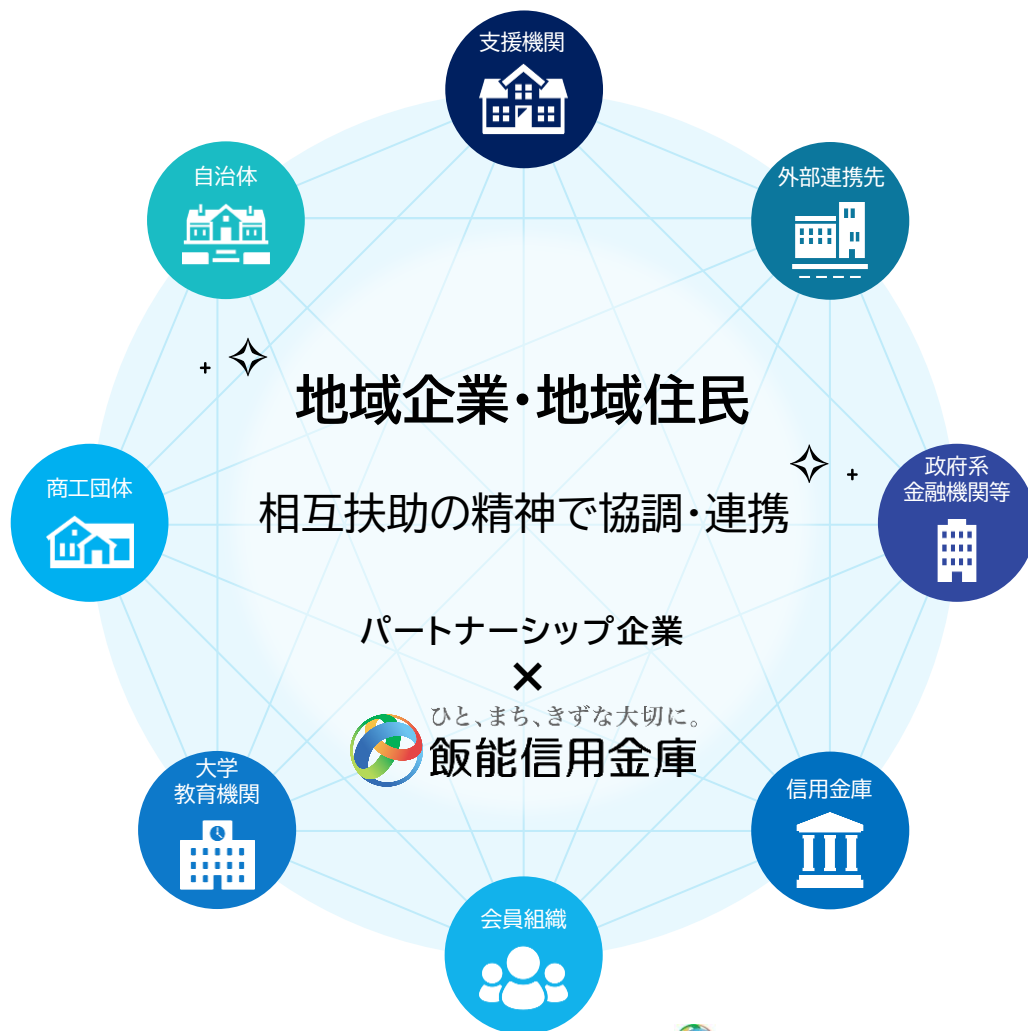 支援機関
自治体
外部連携先
地域企業・地域住民
商工団体
政府系
金融機関等
相互扶助の精神で協調・連携
パートナーシップ企業
×
ひと、まち、きずな大切に。
飯能信用金庫
大学
教育機関
信用金庫
会員組織